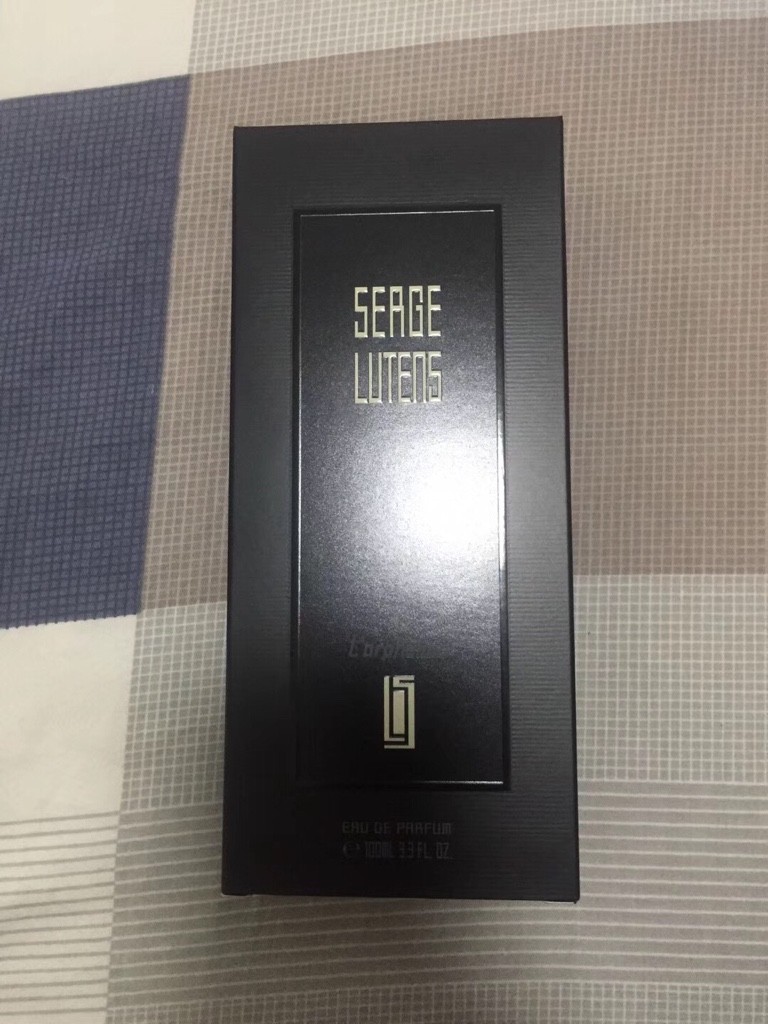 SERGE
LUTENS
EAU DE PARFUM
100ML 3.3 FL. OZ.